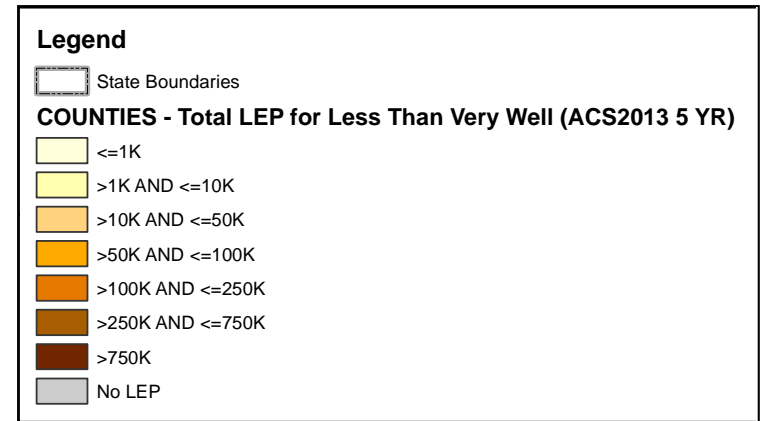 Legend
State Boundaries
COUNTIES - Total LEP for Less Than Very Well (ACS2013 5 YR)
<=1K
>1K AND <=10K
>10K AND <=50K
>50K AND <=100K
>100K AND <=250K
>250K AND <=750K
>750K
No LEP